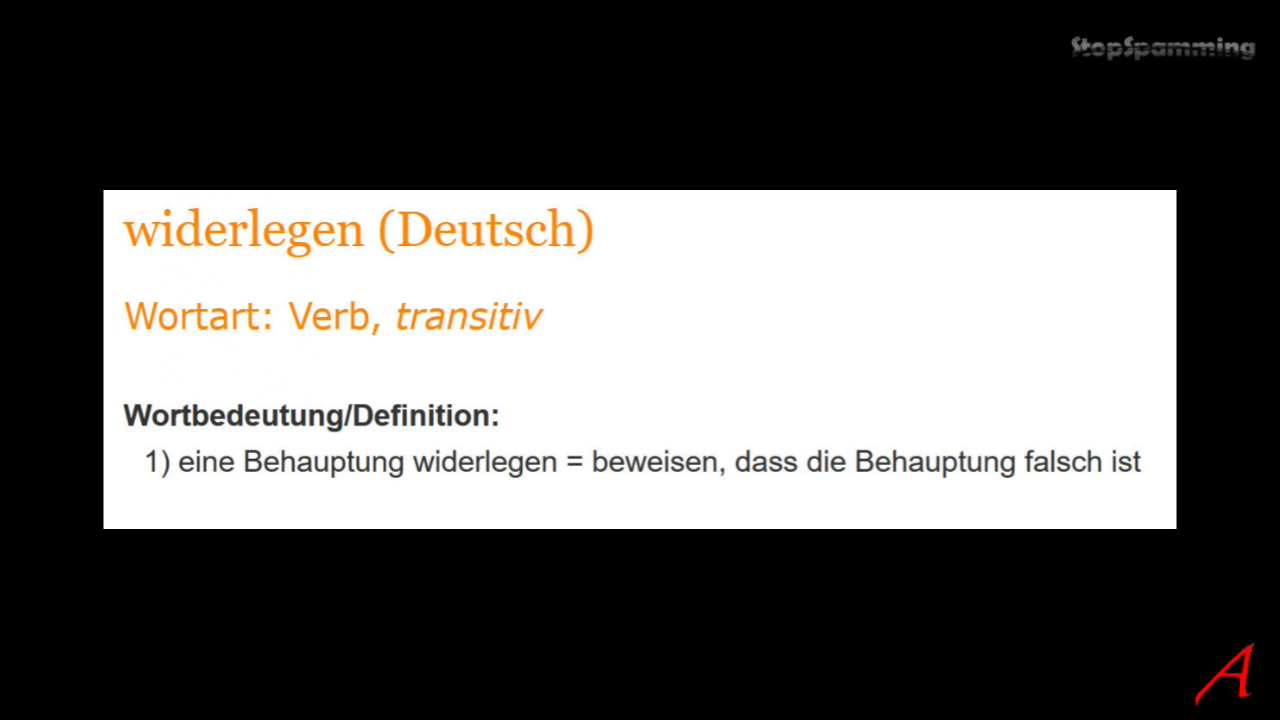 StopSpamming
widerlegen (Deutsch)
Wortart: Verb, transitiv
Wortbedeutung/Definition:
1) eine Behauptung widerlegen = beweisen, dass die Behauptung falsch ist
A